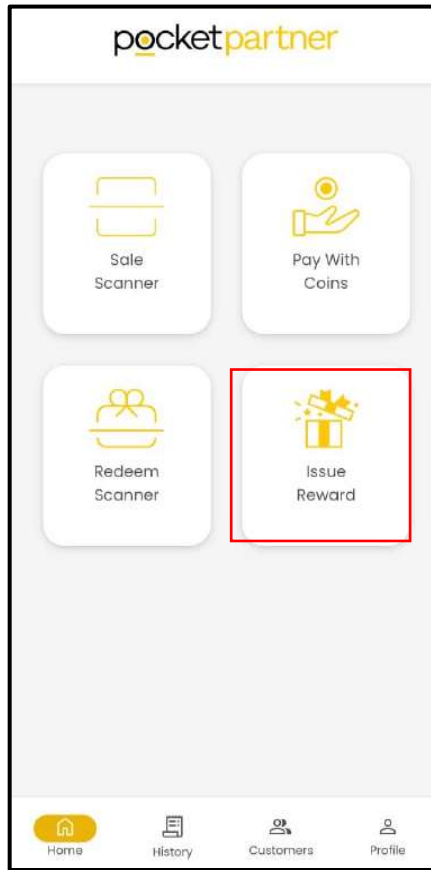 pocketpartner
Sale
Scanner
Pay With
Coins
Redeem
Scanner
Issue
Reward
Home
History
Customers
Profile